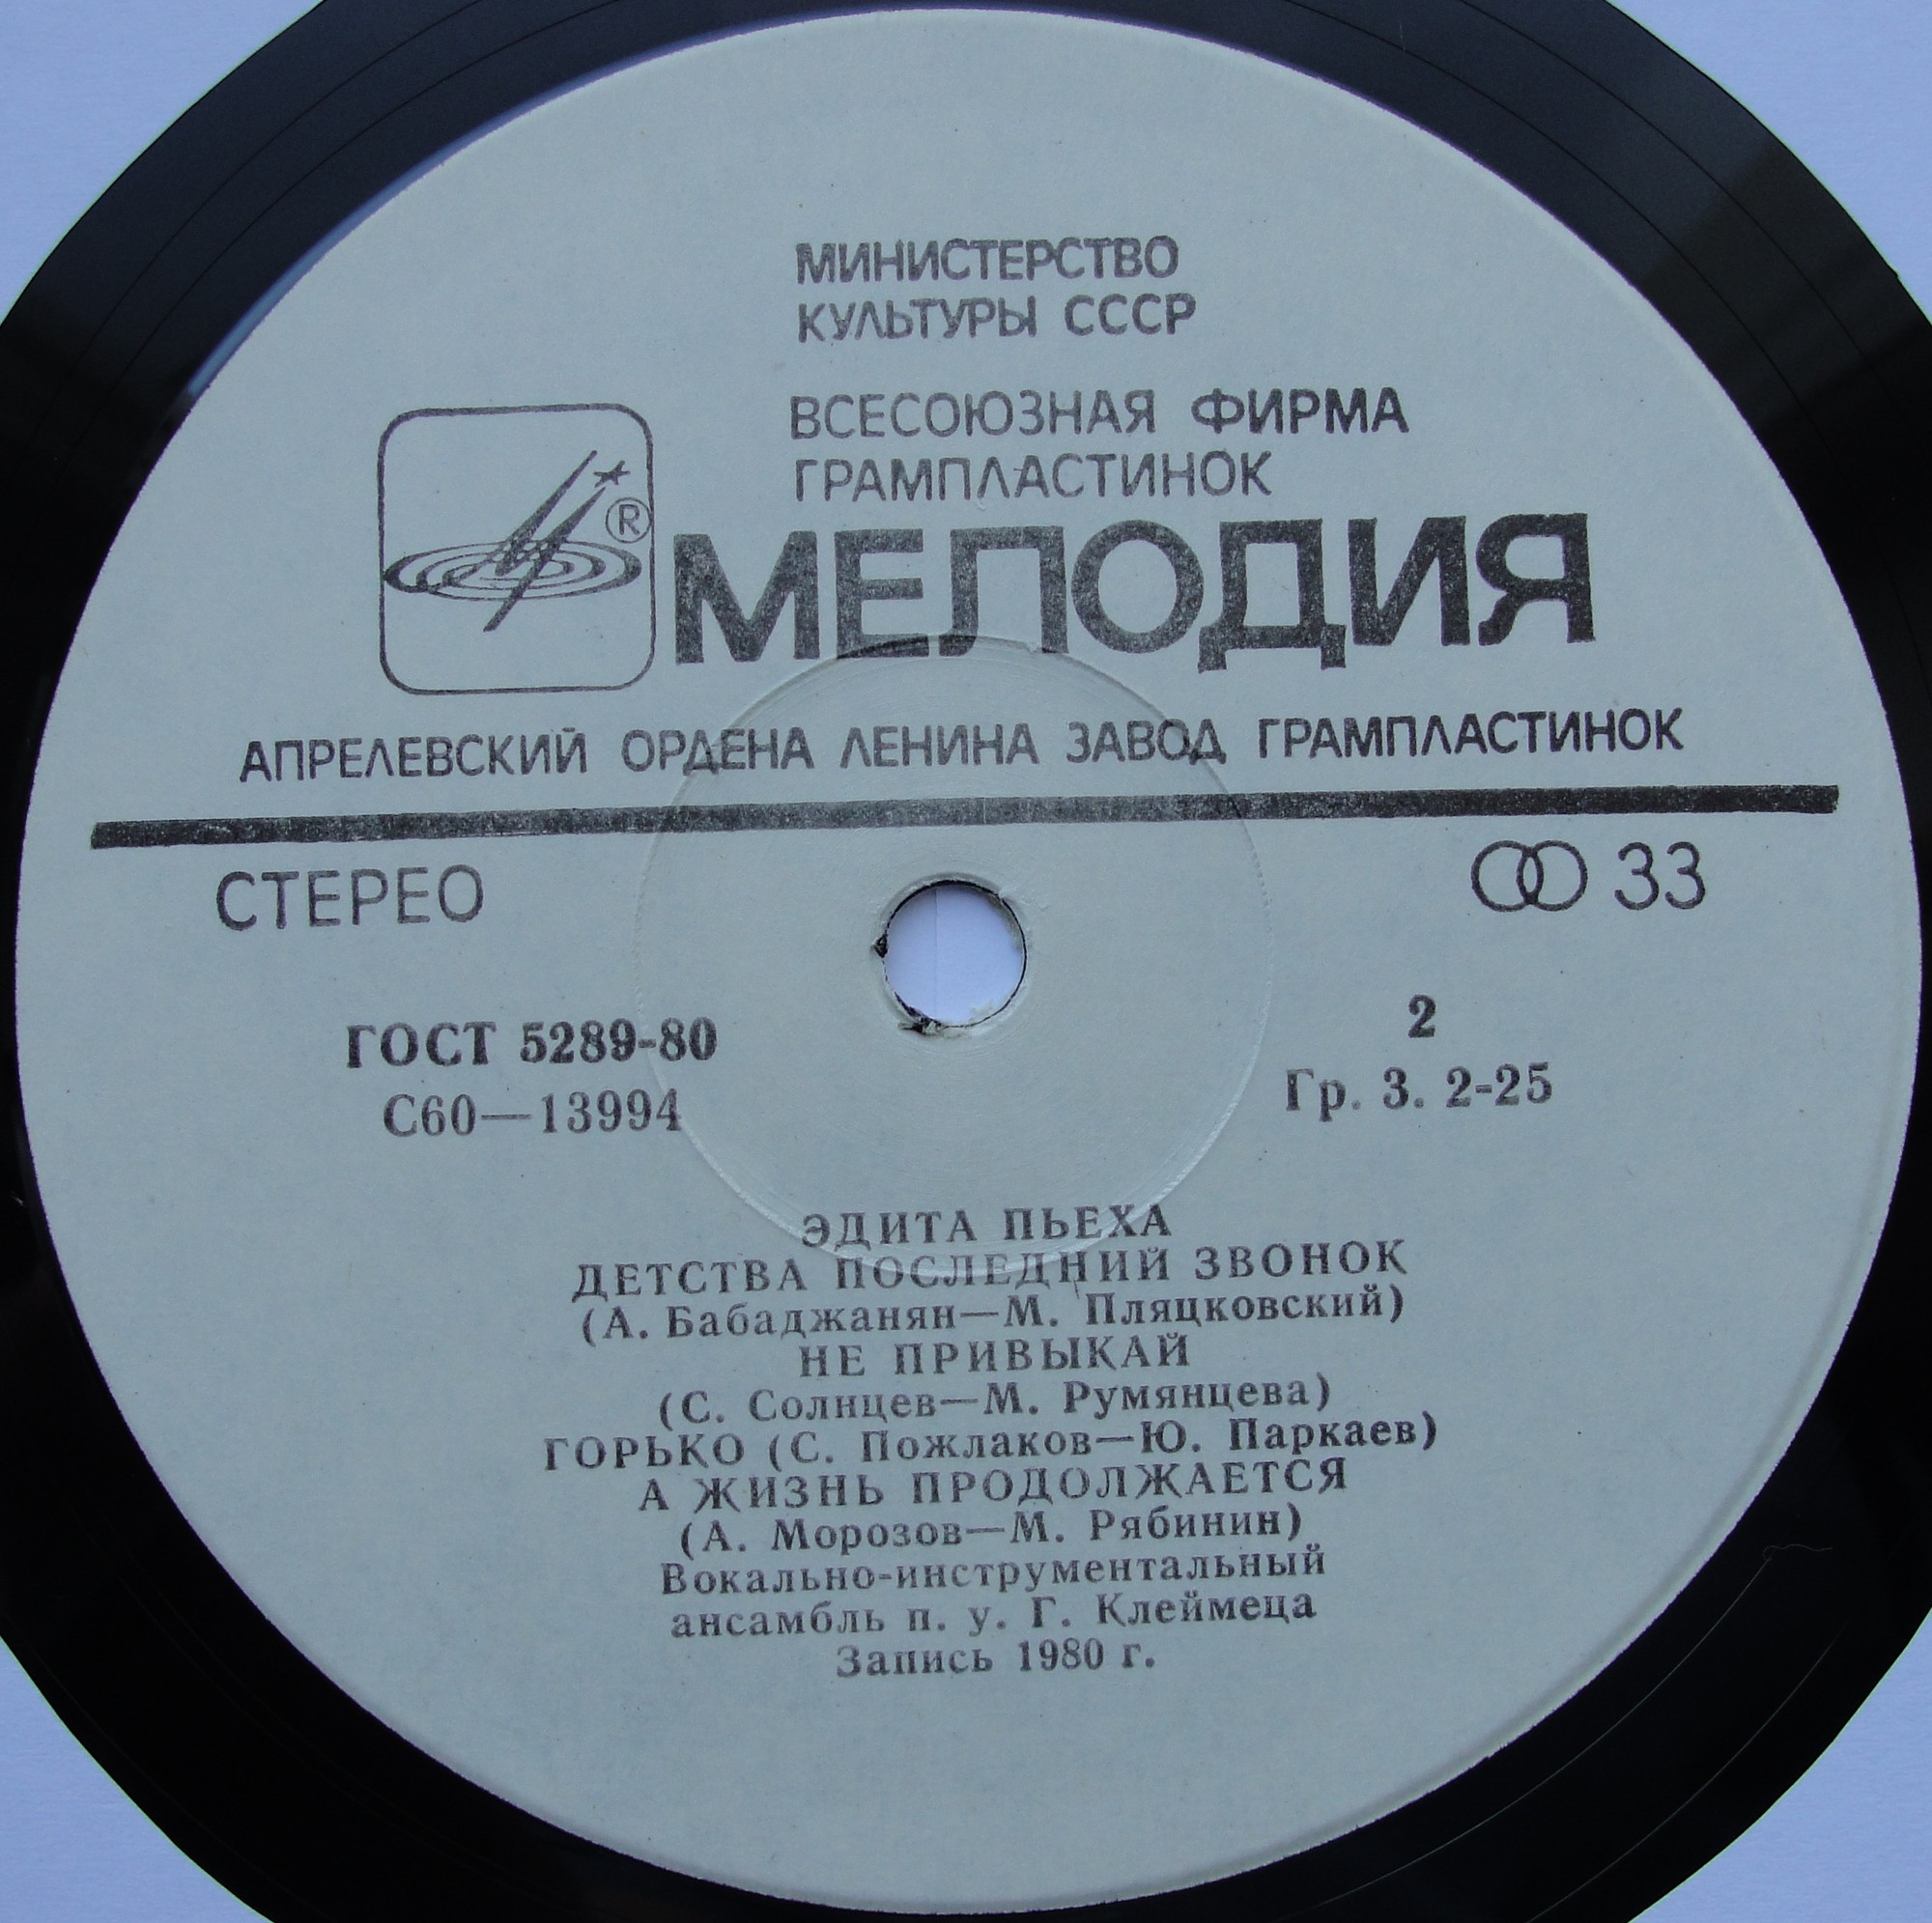 МИНИСТЕРСТВО
КУЛЬТУРЫ СССР
ВСЕСОЮЗНАЯ ФИРМА
ГРАМПЛАСТИНОК
®
МЕЛОДИЯ
АПРЕЛЕВСКИЙ ОРДЕНА ЛЕНИНА ЗАВОД ГРАМПЛАСТИНОК
СТЕРЕО
33
ГОСТ 5289-80
С60—13994
2
Гр. 3. 2-25
ЭДИТА ПЬЕХА
ДЕТСТВА ПОСЛЕДНИЙ ЗВОНОК
(А. Бабаджанян—М. Пляцковский)
НЕ ПРИВЫКАЙ
(С. Солнцев—М. Румянцева)
ГОРЬКО (С. Пожлаков—Ю. Паркаев)
А ЖИЗНЬ ПРОДОЛЖАЕТСЯ
(А. Морозов—М. Рябинин)
Вокально-инструментальный
ансамбль п. у. Г. Клеймеца
Запись 1980 г.